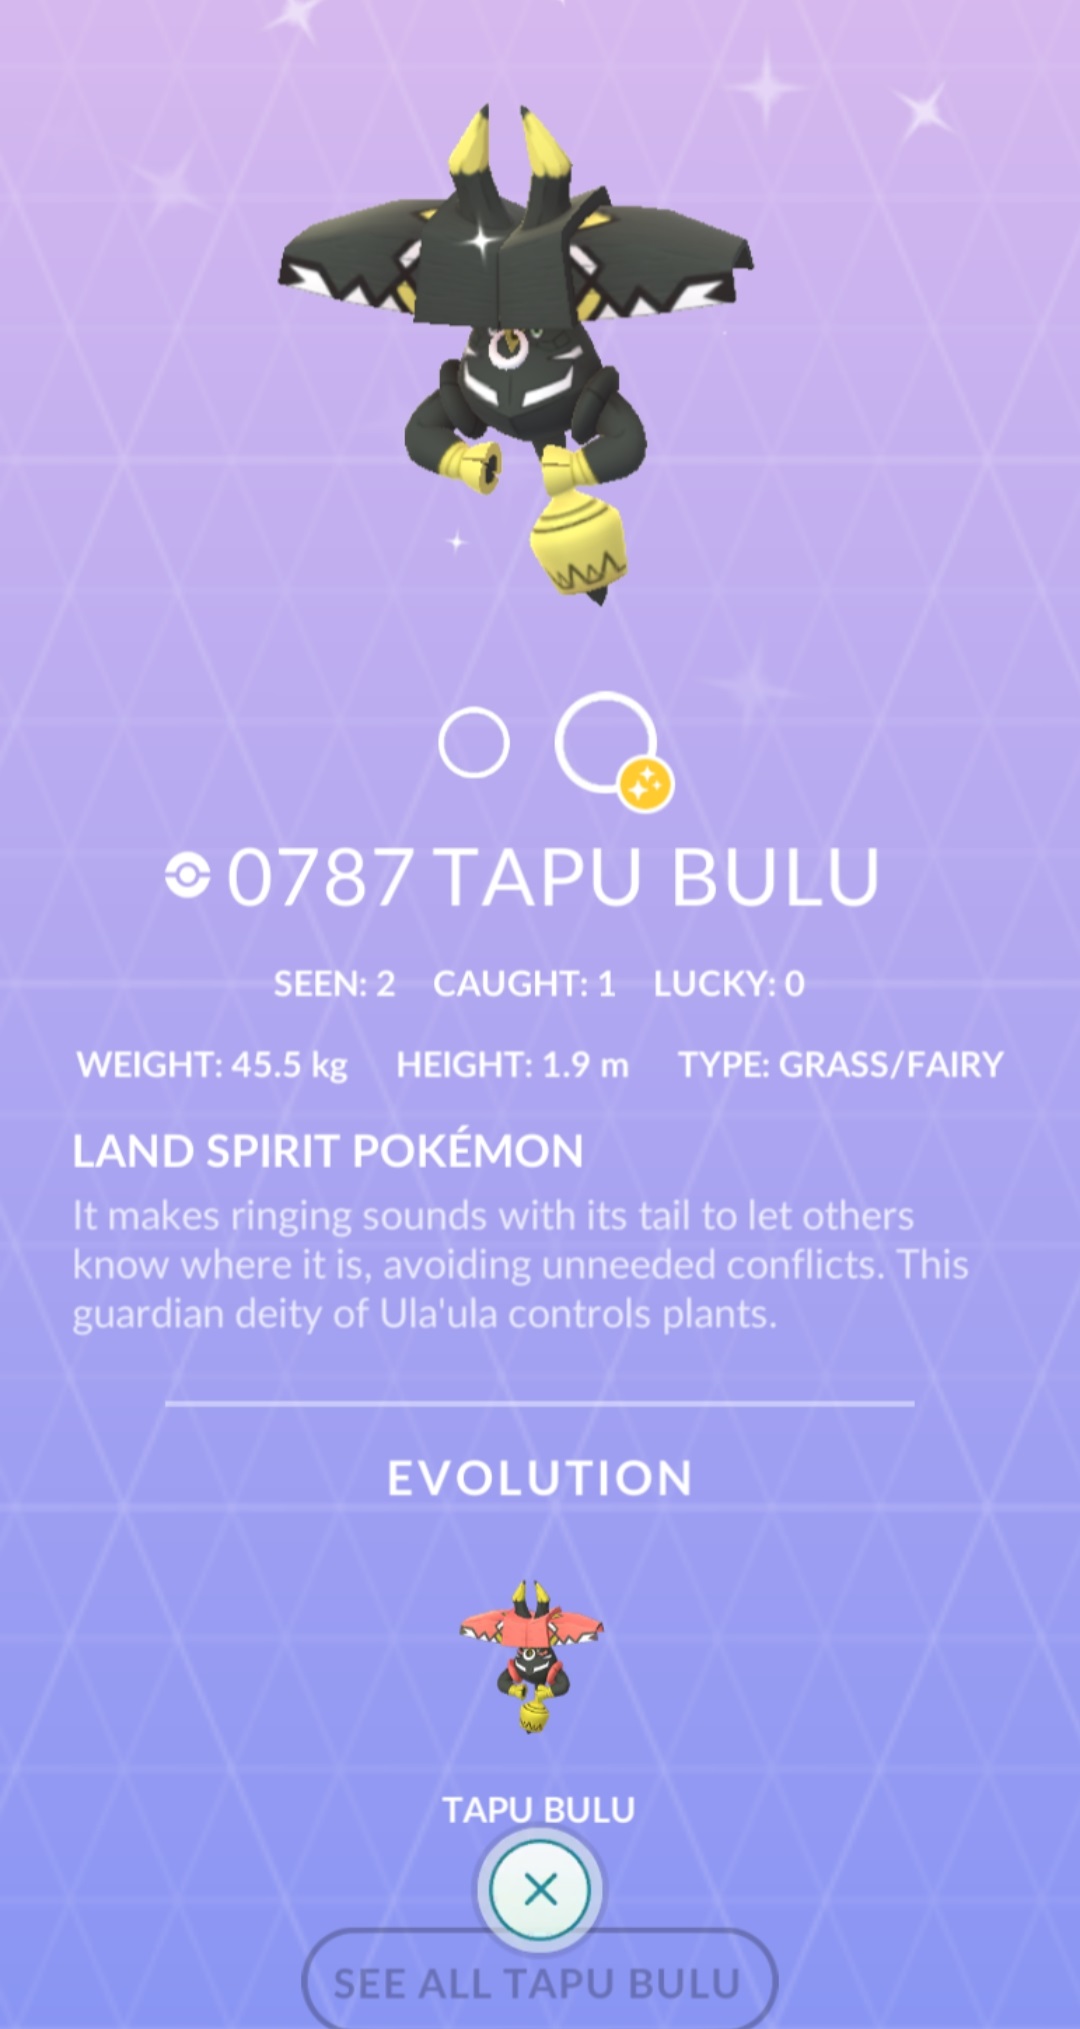 0787 TAPU BULU
SEEN: 2 CAUGHT: 1 LUCKY: 0
WEIGHT: 45.5 kg HEIGHT: 1.9 m TYPE: GRASS/FAIRY
LAND SPIRIT POKÉMON
It makes ringing sounds with its tail to let others
know where it is, avoiding unneeded conflicts. This
guardian deity of Ula'ula controls plants.
EVOLUTION
TAPU BULU
SEE ALL TAPU BULU